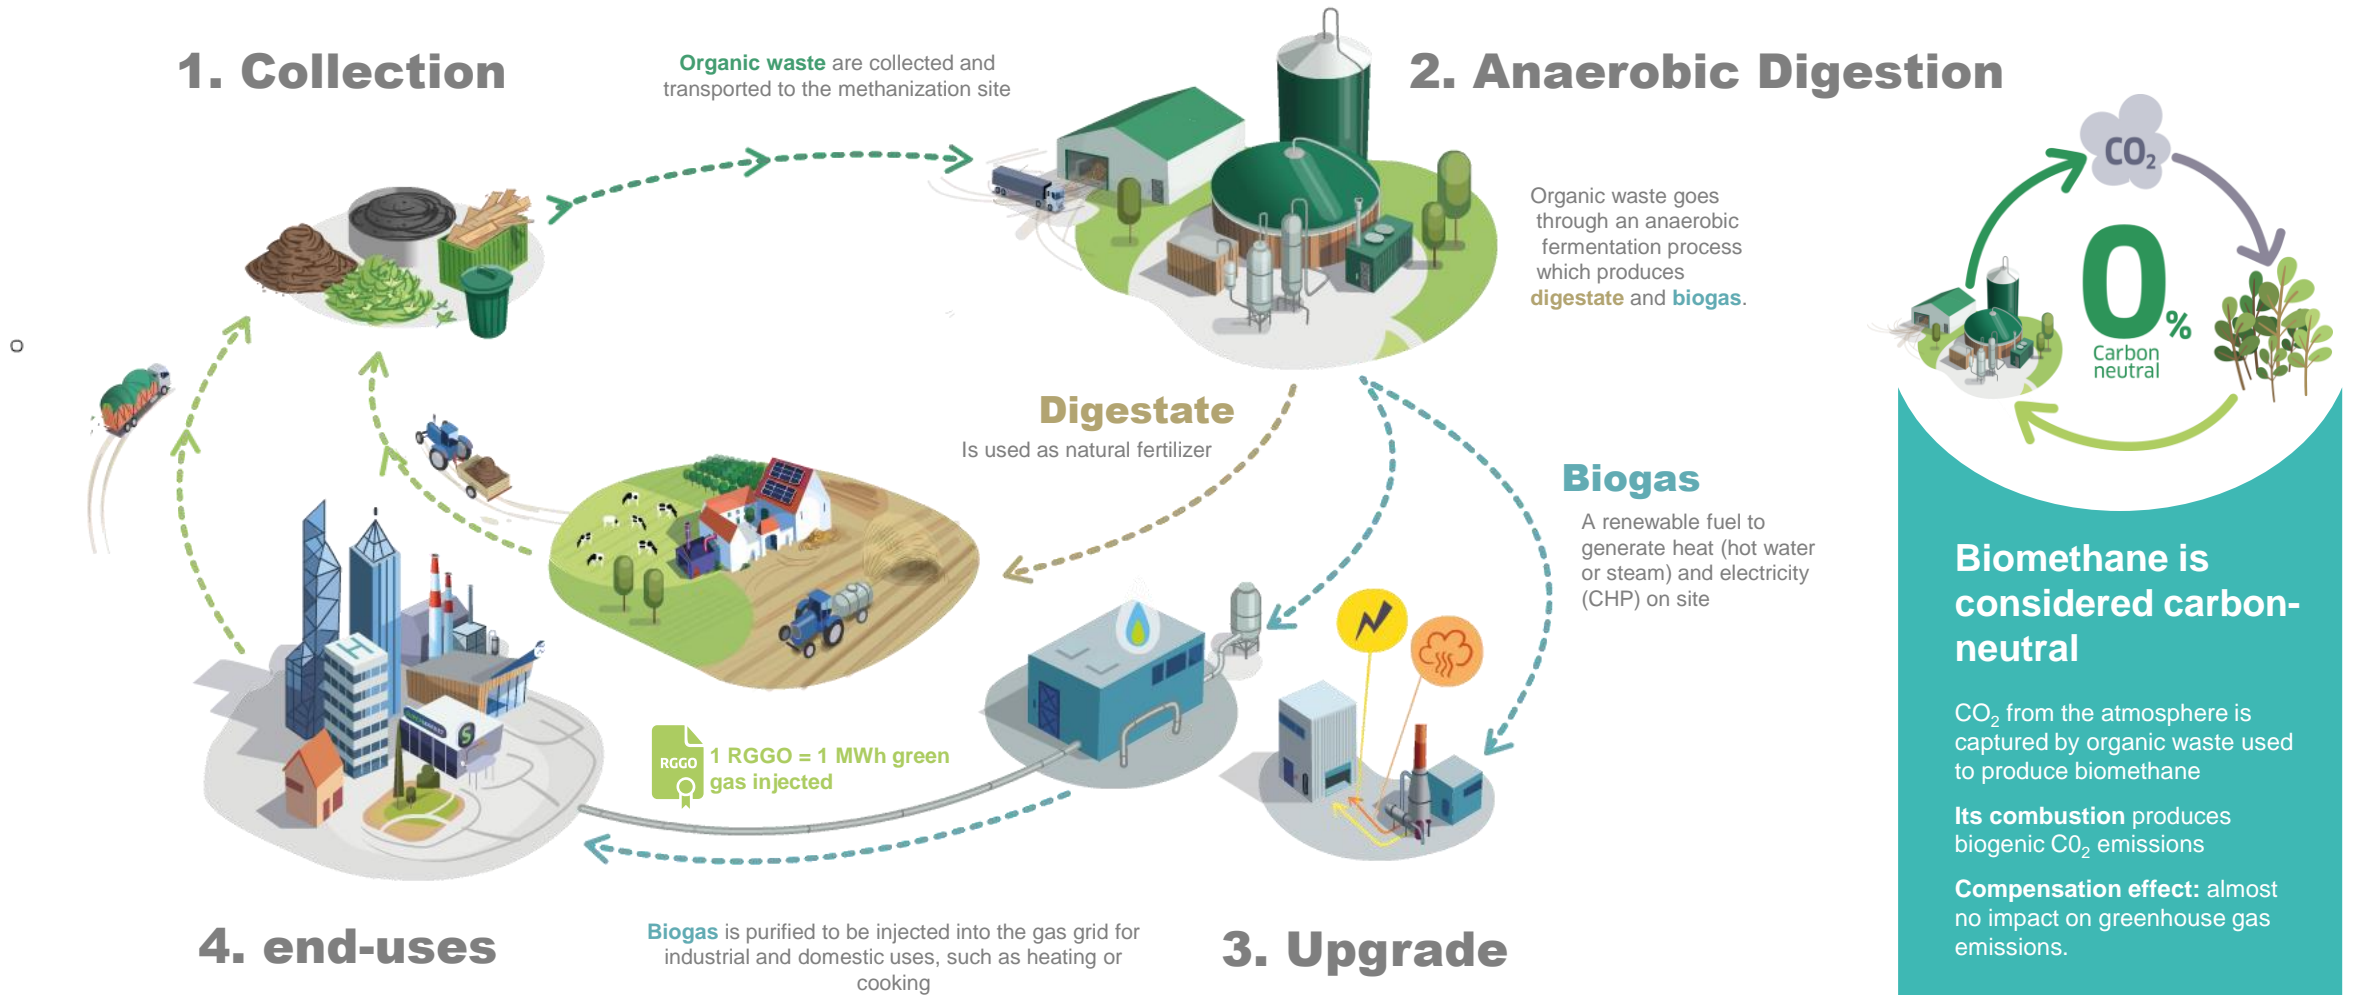 1. Collection
Organic waste are collected and
transported to the methanization site
2. Anaerobic Digestion
Organic waste goes
through an anaerobic
fermentation process
which produces
digestate and biogas.
CO2
0%
Carbon
neutral
Digestate
Is used as natural fertilizer
Biogas
A renewable fuel to
generate heat (hot water
or steam) and electricity
(CHP) on site
H
S
RGGO
1 RGGO = 1 MWh green
gas injected
Biomethane is
considered carbon-
neutral
CO2 from the atmosphere is
captured by organic waste used
to produce biomethane
Its combustion produces
biogenic C02 emissions
Compensation effect: almost
no impact on greenhouse gas
emissions.
4. end-uses
Biogas is purified to be injected into the gas grid for
industrial and domestic uses, such as heating or
cooking
3. Upgrade